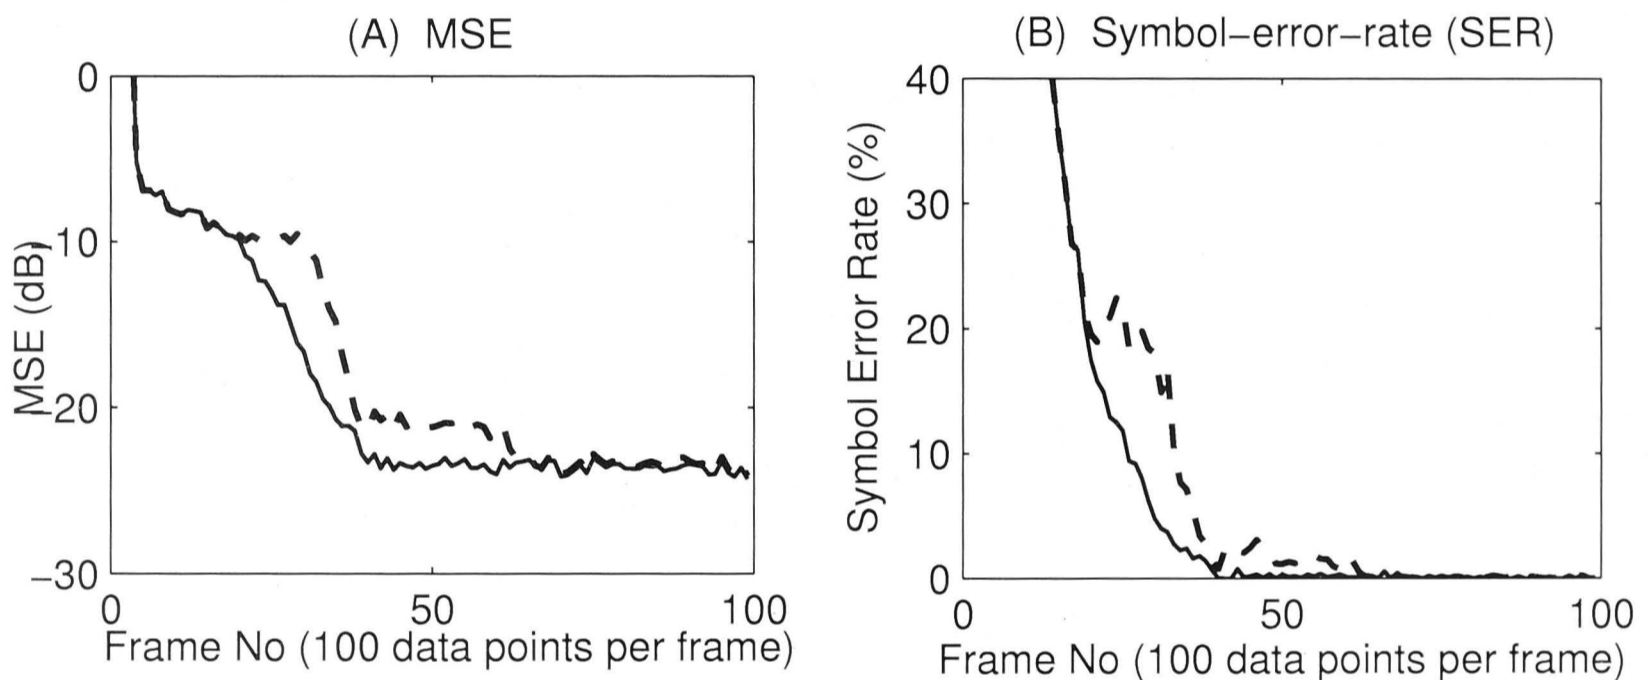 (A) MSE
0
−10
−20
−30
MSE (dB)
0 50 100
Frame No (100 data points per frame)
(B) Symbol−error−rate (SER)
40
30
20
10
0
Symbol Error Rate (%)
0 50 100
Frame No (100 data points per frame)